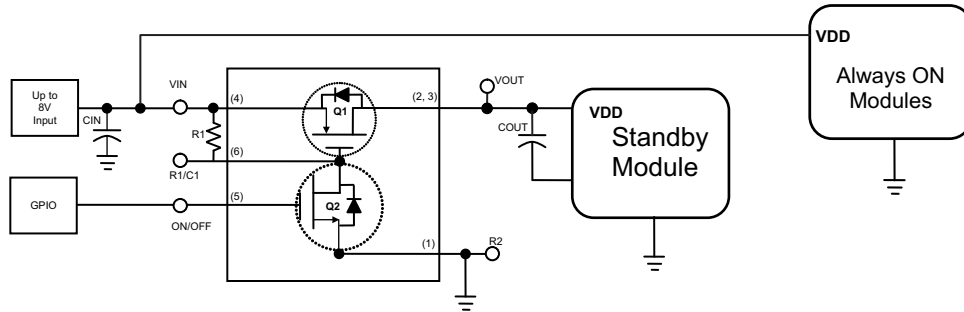 VDD
Always ON
Modules
Up to
8V
Input
CIN
VIN
(4)
Q1
(2, 3)
VOUT
COUT
VDD
Standby
Module
R1
(6)
R1/C1
GPIO
(5)
ON/OFF
Q2
(1)
R2